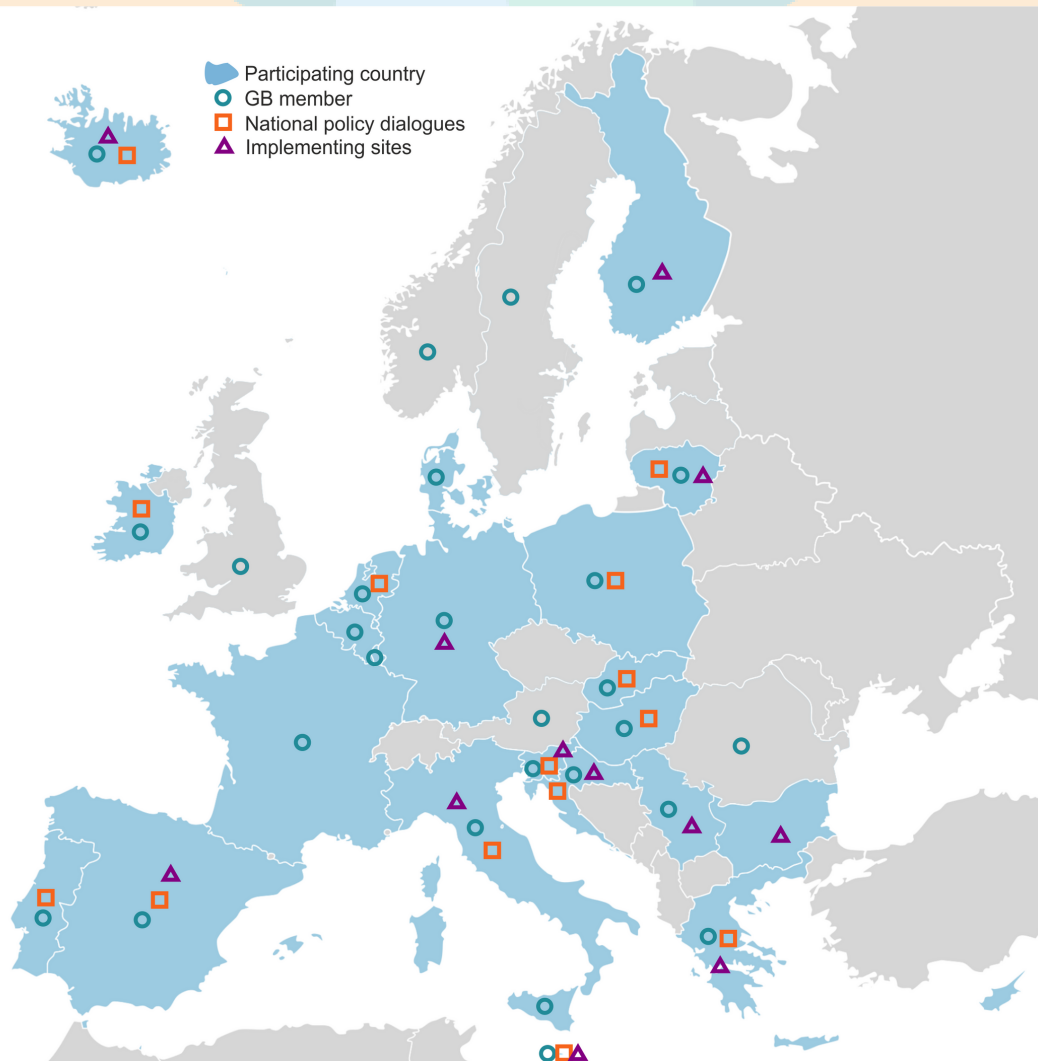 Participating country
GB member
National policy dialogues
Implementing sites